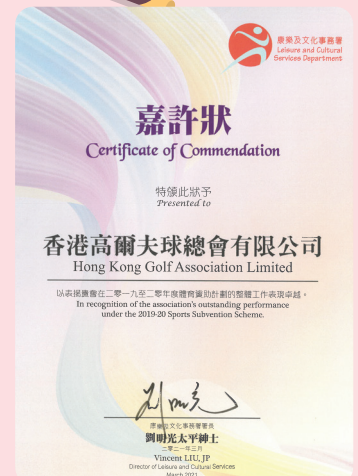 康樂及文化事務署
Leisure and Cultural
Services Department
嘉許狀
Certificate of Commendation
特頒此狀予
Presented to
香港高爾夫球總會有限公司
Hong Kong Golf Association Limited
以表揚貴會在二零一九至二零年度體育資助計劃的整體工作表現卓越。
In recognition of the association's outstanding performance
under the 2019-20 Sports Subvention Scheme.
康樂及文化事務署署長
劉明光太平紳士
二零二一年三月
Vincent LIU, JP
Director of Leisure and Cultural Services
March 2021